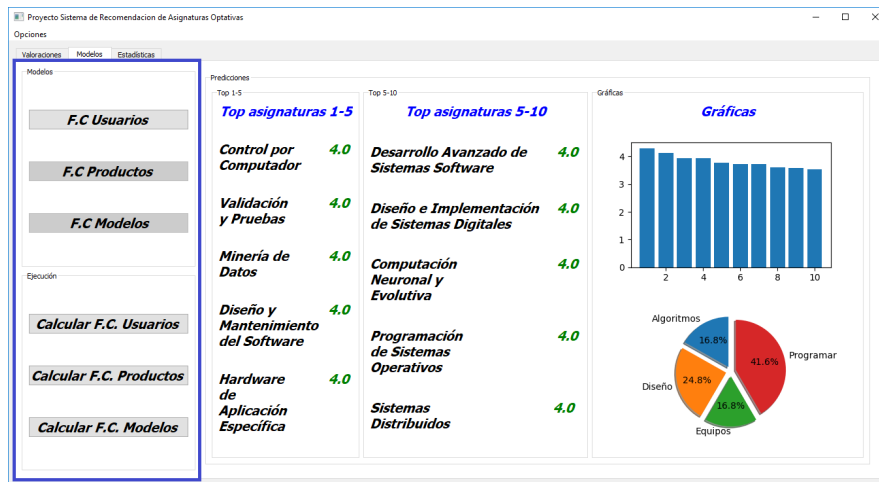 Proyecto Sistema de Recomendacion de Asignaturas Optativas
Opciones
Valoraciones Modelos Estadísticas
Modelos
F.C Usuarios
F.C Productos
F.C Modelos
Ejecución
Calcular F.C. Usuarios
Calcular F.C. Productos
Calcular F.C. Modelos
Predicciones
Top 1-5
Top asignaturas 1-5
Control por 4.0
Computador
Validación 4.0
y Pruebas
Minería de 4.0
Datos
Diseño y 4.0
Mantenimiento
del Software
Hardware 4.0
de
Aplicación
Específica
Top 5-10
Top asignaturas 5-10
Desarrollo Avanzado de 4.0
Sistemas Software
Diseño e Implementación 4.0
de Sistemas Digitales
Computación 4.0
Neuronal y
Evolutiva
Programación 4.0
de Sistemas
Operativos
Sistemas 4.0
Distribuidos
Gráficas
Gráficas
4
3
2
1
0
2 4 6 8 10
Algoritmos
16.8%
Programar
41.6%
Diseño
24.8%
16.8%
Equipos